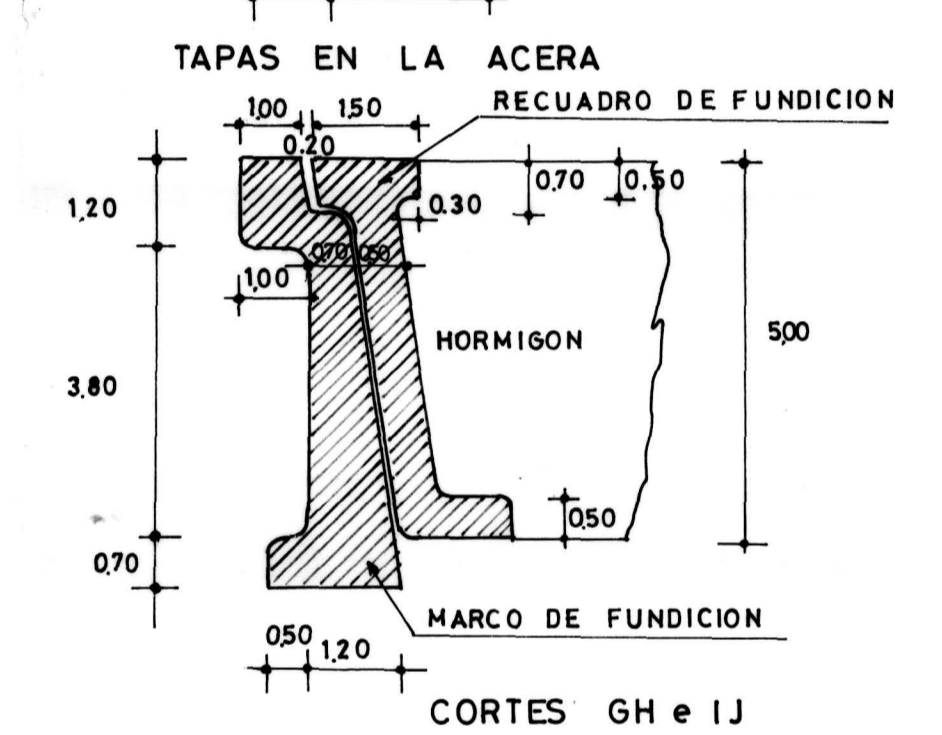 TAPAS EN LA ACERA
RECUADRO DE FUNDICION
1,00 1,50
0.20
0,70 0,50
1,20
0.30
0,70 0,50
1,00
HORMIGON
5,00
3,80
0,50
0,70
MARCO DE FUNDICION
0,50 1,20
CORTES GH e IJ